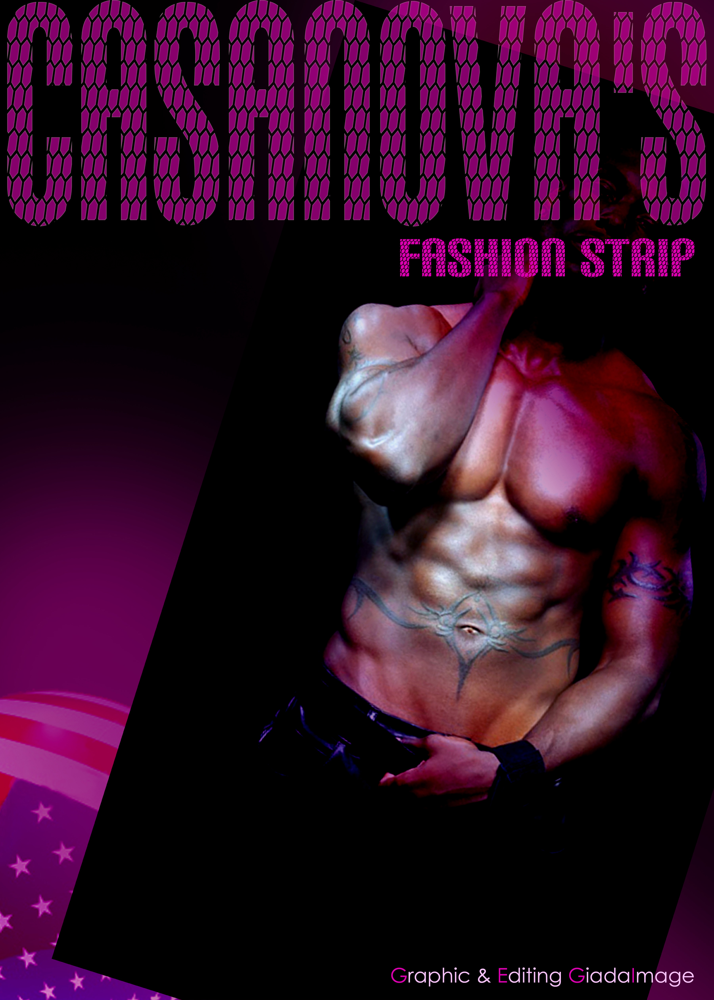 CASANOVA'S
FASHION STRIP
Graphic & Editing GiadaImage